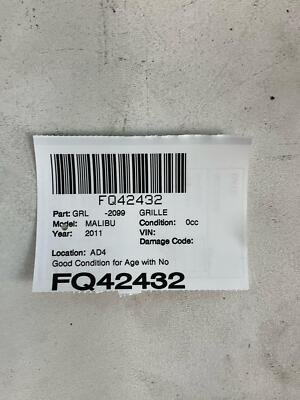 FQ42432
Part: GRL -2099 GRILLE
Model: MALIBU Condition: 0cc
Year: 2011 VIN:
Damage Code:
Location: AD4
Good Condition for Age with No
FQ42432